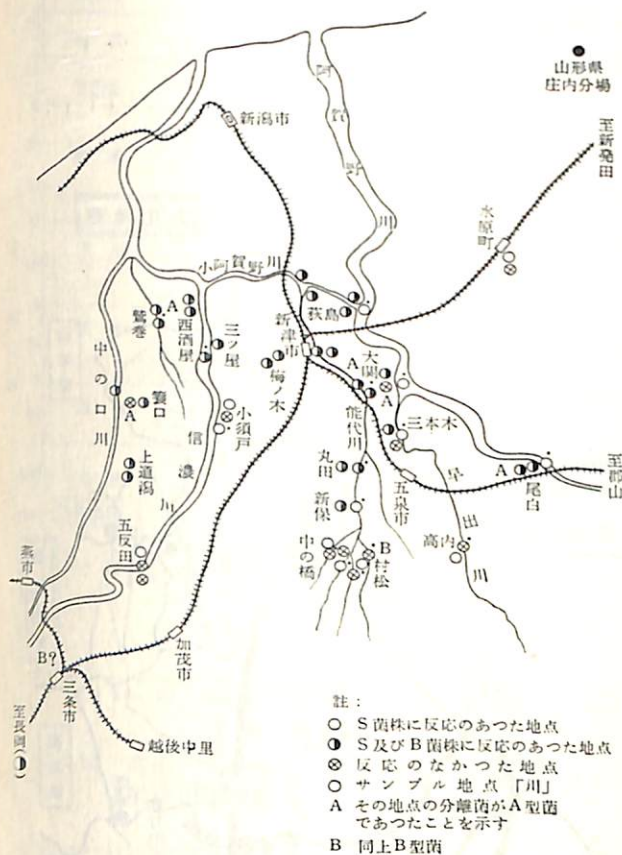 山形県
庄内分場
阿賀野川
新潟市
至新発田
水原町
小阿賀野川
荻島
新津市
鷲巻
A
西酒屋
三ッ屋
梅ノ木
大関
A
A
中の口川
A
簑口
小須戸
能代川
三本木
信濃川
上道潟
丸田
五泉市
早出川
A
尾白
至郡山
新保
五反田
中の橋
B
村松
高内
燕市
加茂市
B?
三条市
至長岡(◑)
越後中里
註:
○ S菌株に反応のあつた地点
◑ S及びB菌株に反応のあつた地点
⊗ 反応のなかつた地点
○ サンプル地点「川」
A その地点の分離菌がA型菌
であつたことを示す
B 同上B型菌